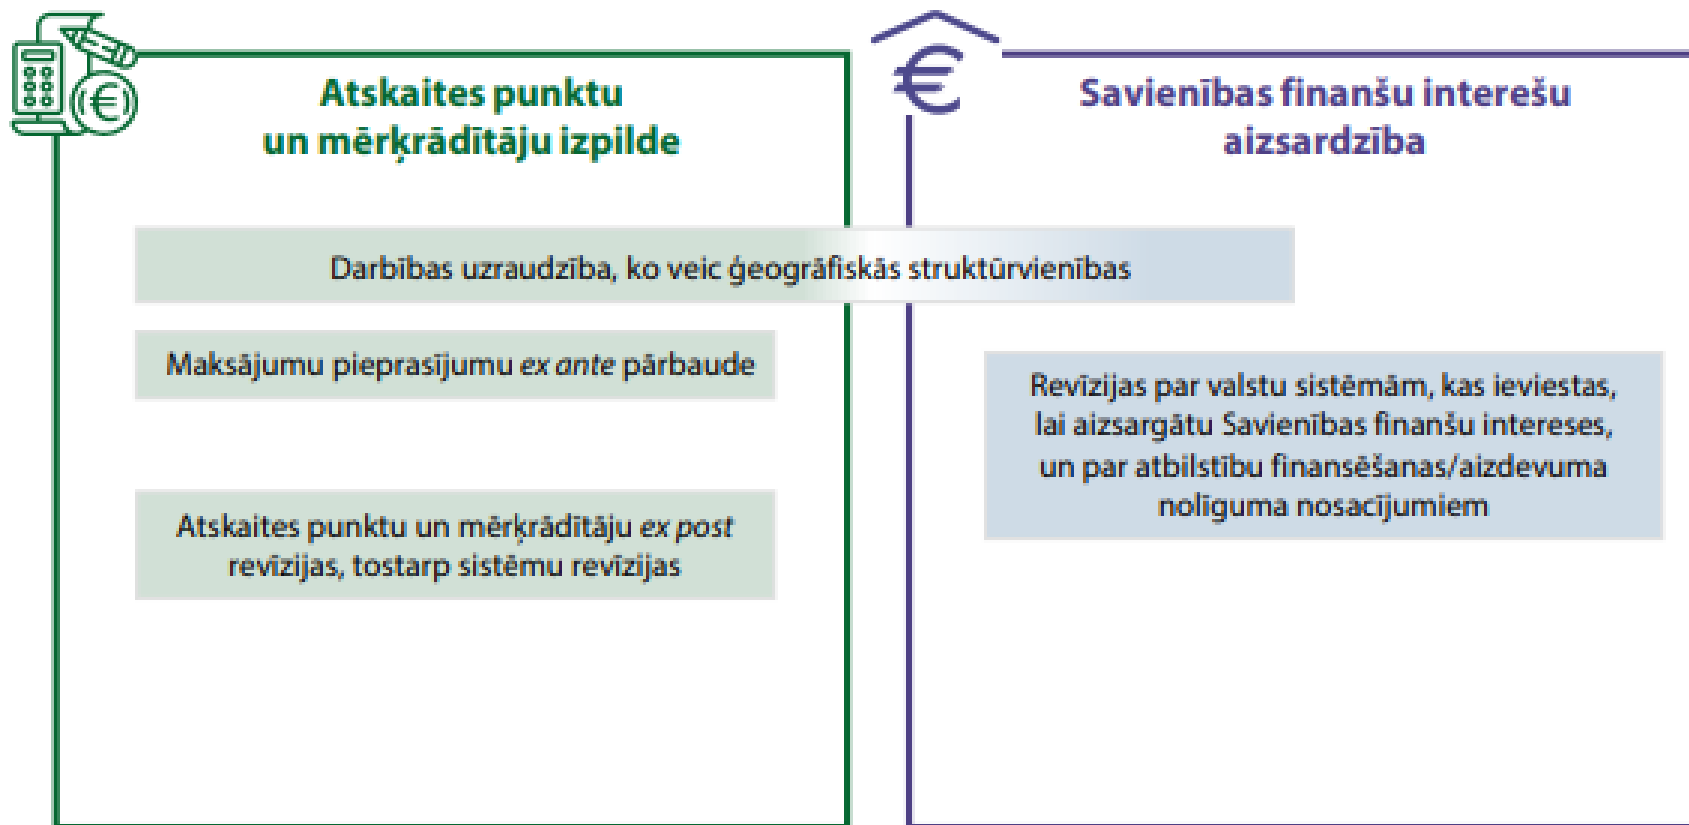 Atskaites punktu
un mērķrādītāju izpilde
Savienības finanšu interešu
aizsardzība
Darbības uzraudzība, ko veic ģeogrāfiskās struktūrvienības
Maksājumu pieprasījumu ex ante pārbaude
Atskaites punktu un mērķrādītāju ex post
revīzijas, tostarp sistēmu revīzijas
Revīzijas par valstu sistēmām, kas ieviestas,
lai aizsargātu Savienības finanšu intereses,
un par atbilstību finansēšanas/aizdevuma
nolīguma nosacījumiem